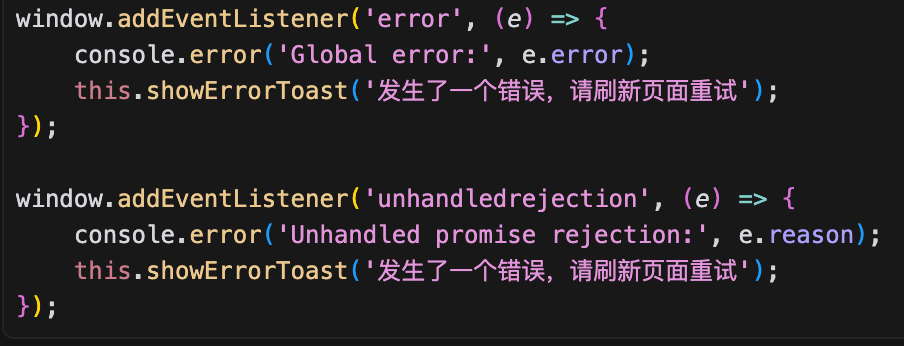 window.addEventListener('error', (e) => {
    console.error('Global error:', e.error);
    this.showErrorToast('发生了一个错误，请刷新页面重试');
});

window.addEventListener('unhandledrejection', (e) => {
    console.error('Unhandled promise rejection:', e.reason);
    this.showErrorToast('发生了一个错误，请刷新页面重试');
});